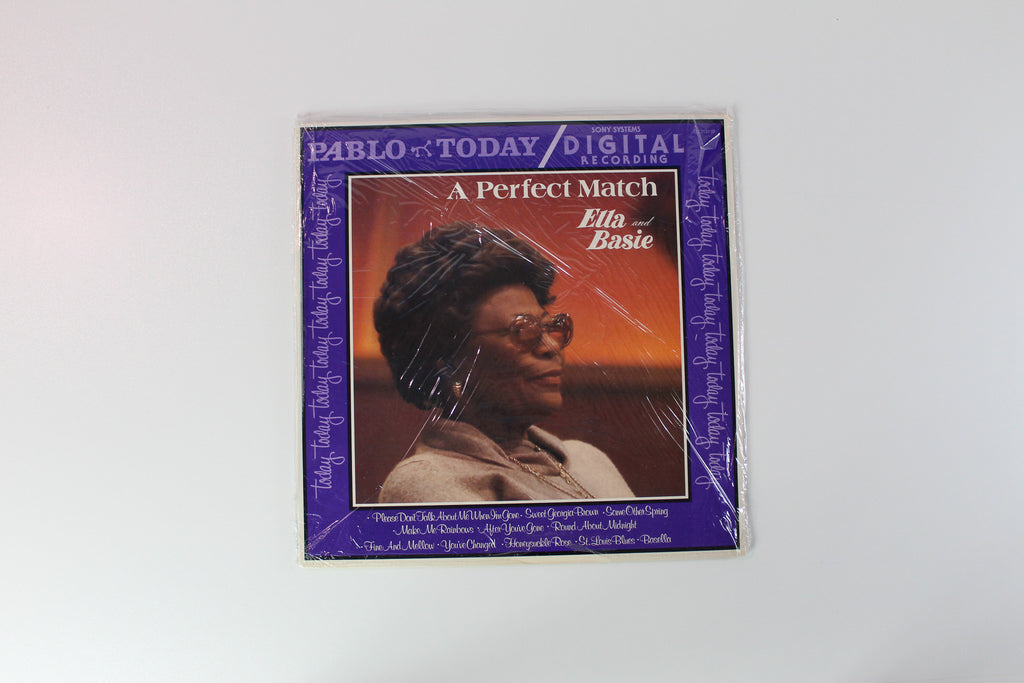 SONY SYSTEMS
PABLO TODAY / DIGITAL
RECORDING
A Perfect Match
Ella and
Basie
today today today today today today today
today today today today today today today
· Please Don't Talk About Me When I'm Gone · Sweet Georgia Brown · Some Other Spring
· Make Me Rainbows · After You've Gone · Round About Midnight
· Fine And Mellow · You've Changed · Honeysuckle Rose · St. Louis Blues · Basella